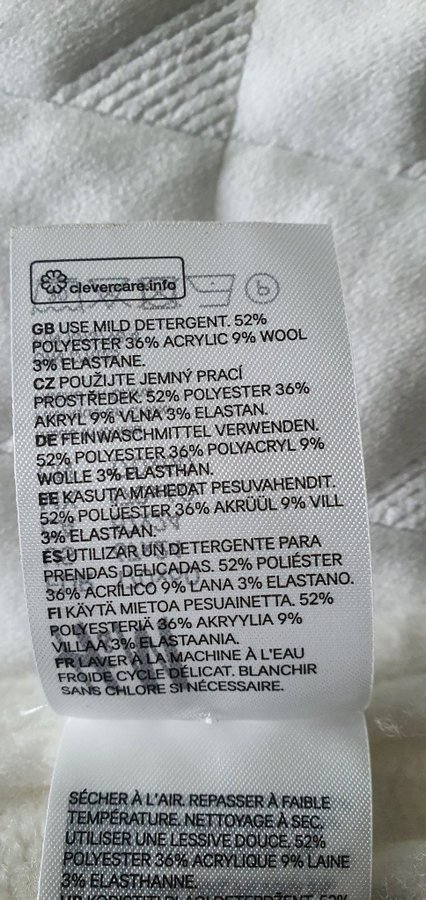 clevercare.info
GB USE MILD DETERGENT. 52%
POLYESTER 36% ACRYLIC 9% WOOL
3% ELASTANE.
CZ POUŽIJTE JEMNÝ PRACÍ
PROSTŘEDEK. 52% POLYESTER 36%
AKRYL 9% VLNA 3% ELASTAN.
DE FEINWASCHMITTEL VERWENDEN.
52% POLYESTER 36% POLYACRYL 9%
WOLLE 3% ELASTHAN.
EE KASUTA MAHEDAT PESUVAHENDIT.
52% POLÜESTER 36% AKRÜÜL 9% VILL
3% ELASTAAN.
ES UTILIZAR UN DETERGENTE PARA
PRENDAS DELICADAS. 52% POLIÉSTER
36% ACRÍLICO 9% LANA 3% ELASTANO.
FI KÄYTÄ MIETOA PESUAINETTA. 52%
POLYESTERIÄ 36% AKRYYLIA 9%
VILLAA 3% ELASTAANIA.
FR LAVER À LA MACHINE À L'EAU
FROIDE CYCLE DÉLICAT. BLANCHIR
SANS CHLORE SI NÉCESSAIRE.
SÉCHER À L'AIR. REPASSER À FAIBLE
TEMPÉRATURE. NETTOYAGE À SEC.
UTILISER UNE LESSIVE DOUCE. 52%
POLYESTER 36% ACRYLIQUE 9% LAINE
3% ELASTHANNE.